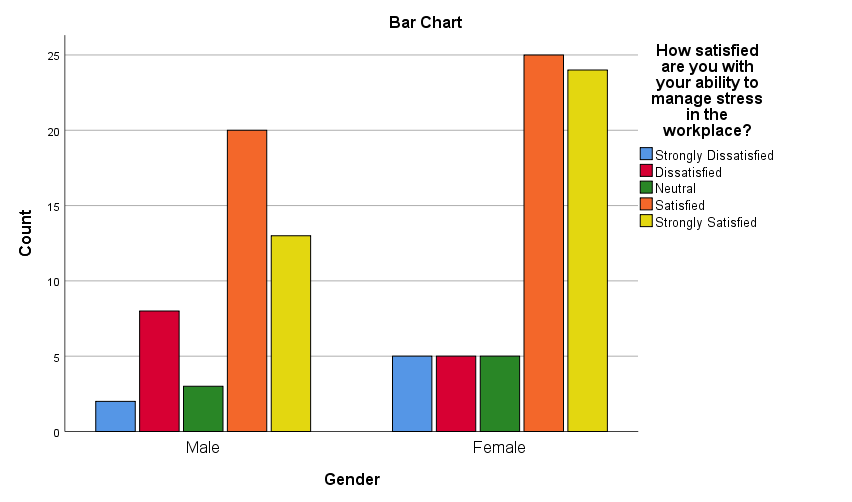 Bar Chart
How satisfied
are you with
your ability to
manage stress
in the
workplace?
Strongly Dissatisfied
Dissatisfied
Neutral
Satisfied
Strongly Satisfied
Count
25
20
15
10
5
0
Male
Female
Gender